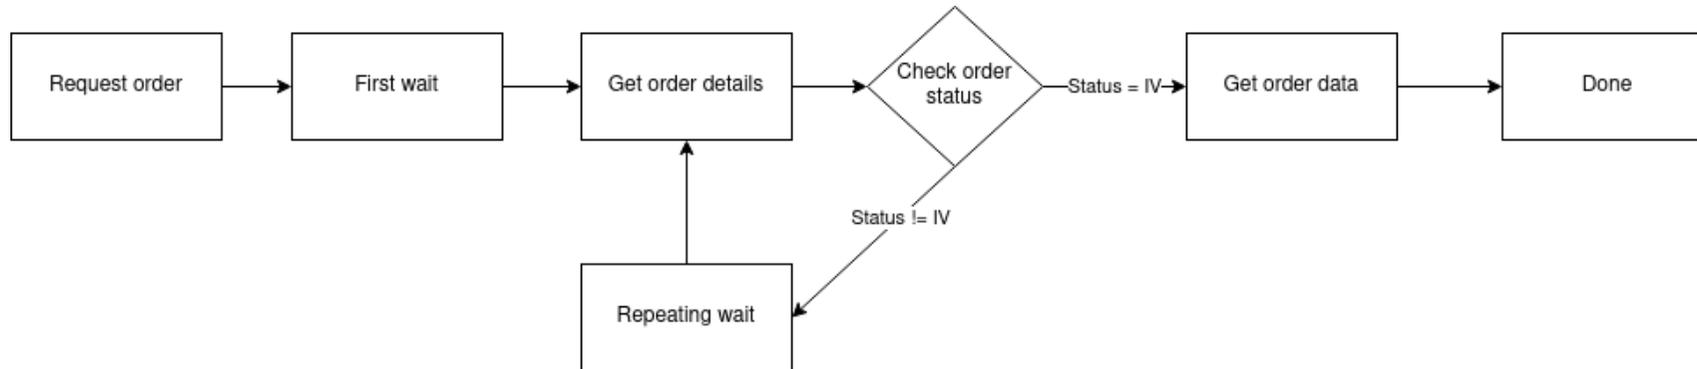 Request order
First wait
Get order details
Check order
status
Status = IV
Get order data
Done
Status != IV
Repeating wait